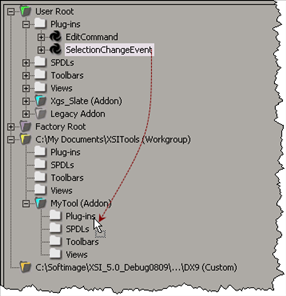 User Root
Plug-ins
EditCommand
SelectionChangeEvent
SPDLs
Toolbars
Views
Xgs_Slate (Addon)
Legacy Addon
Factory Root
C:\My Documents\XSITools (Workgroup)
Plug-ins
SPDLs
Toolbars
Views
MyTool (Addon)
Plug-ins
SPDLs
Toolbars
Views
C:\Softimage\XSI_5.0_Debug0809\...\DX9 (Custom)